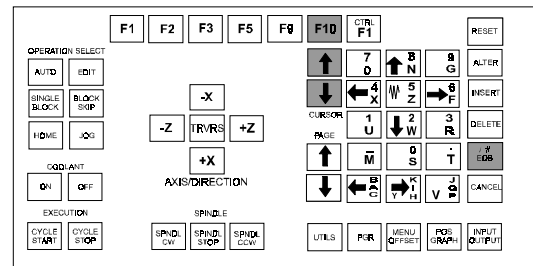 F1 F2 F3 F5 F9 F10 CTRL F1 RESET
OPERATION SELECT
AUTO EDIT
SINGLE BLOCK BLOCK SKIP
HOME JOG
COOLANT
ON OFF
EXECUTION
CYCLE START CYCLE STOP
-X
-Z TRVRS +Z
+X
AXIS/DIRECTION
SPINDLE
SPNDL CW SPNDL STOP SPNDL CCW
7 O 8 N 9 G ALTER
4 X 5 Z 6 F INSERT
CURSOR
1 U 2 W 3 R DELETE
PAGE
- M 0 S . T / # EOB
B A C K I Y H J Q V P CANCEL
UTILS PGR MENU OFFSET POS GRAPH INPUT OUTPUT